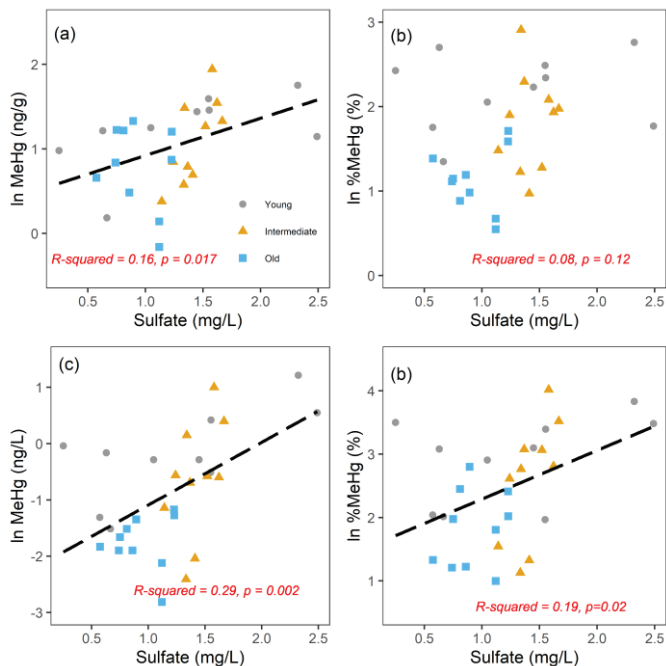 (a)
ln MeHg (ng/g)
2
1
0
Young
Intermediate
Old
R-squared = 0.16, p = 0.017
0.5 1.0 1.5 2.0 2.5
Sulfate (mg/L)
(b)
ln %MeHg (%)
3
2
1
0
R-squared = 0.08, p = 0.12
0.5 1.0 1.5 2.0 2.5
Sulfate (mg/L)
(c)
ln MeHg (ng/L)
1
0
-1
-2
-3
R-squared = 0.29, p = 0.002
0.5 1.0 1.5 2.0 2.5
Sulfate (mg/L)
(b)
ln %MeHg (%)
4
3
2
1
R-squared = 0.19, p=0.02
0.5 1.0 1.5 2.0 2.5
Sulfate (mg/L)